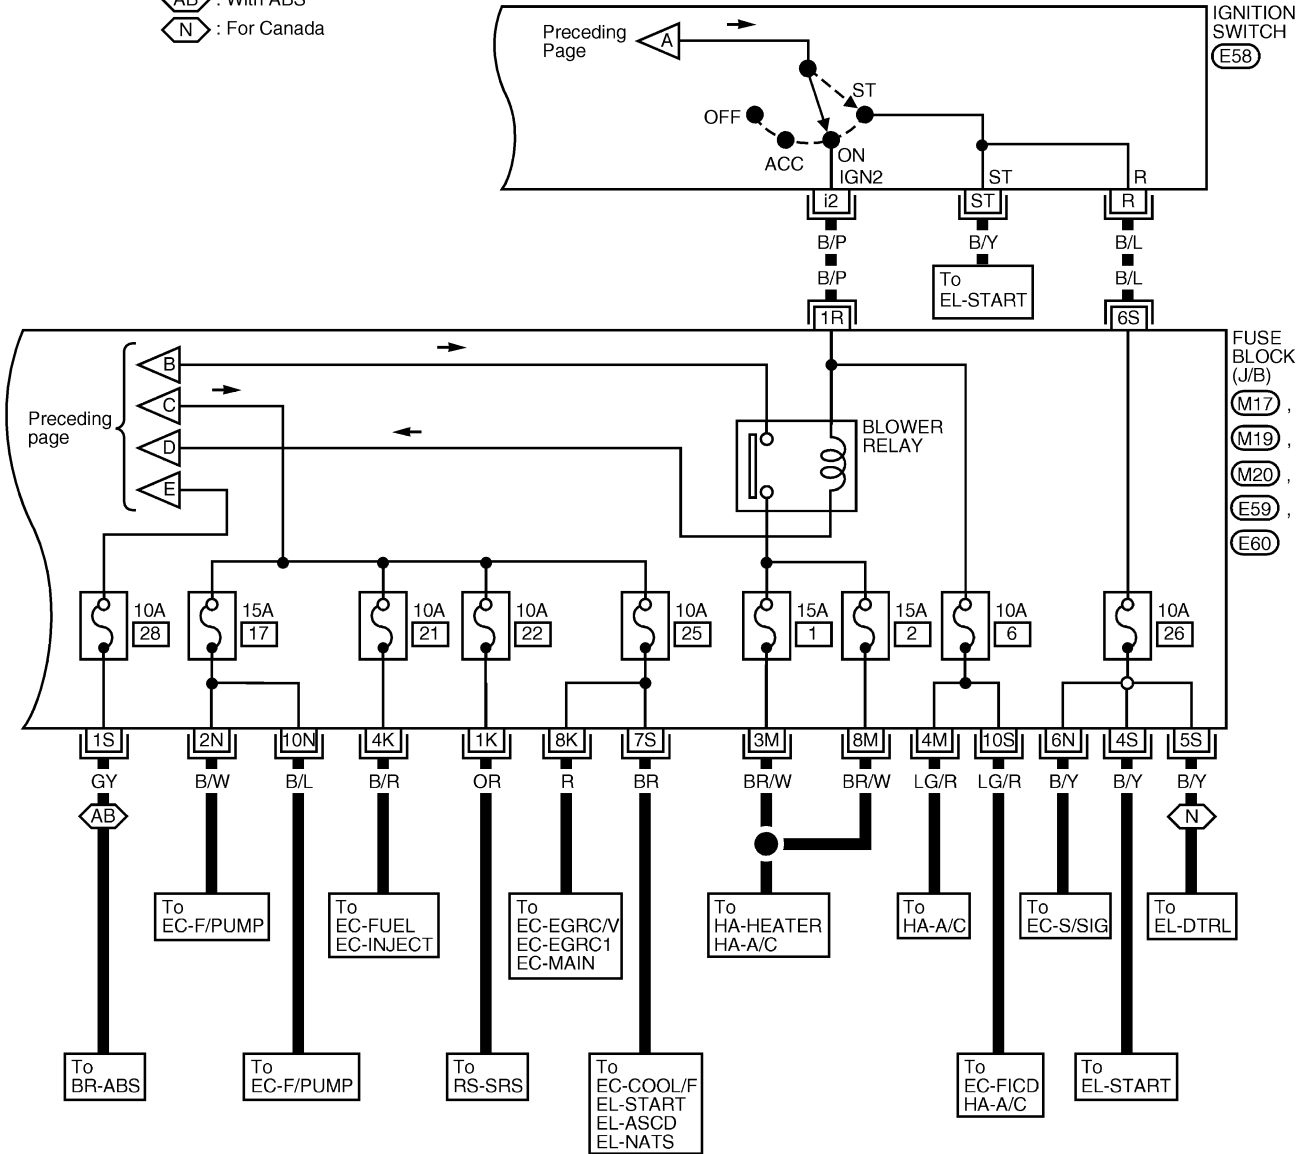 AB : With ABS
N : For Canada
IGNITION
SWITCH
E58
Preceding
Page
A
ST
OFF
ACC
ON
IGN2
ST
R
i2
ST
R
B/P
B/Y
B/L
B/P
To
EL-START
B/L
1R
6S
FUSE
BLOCK
(J/B)
M17 ,
M19 ,
M20 ,
E59 ,
E60
Preceding
page
B
C
D
E
BLOWER
RELAY
10A
28
15A
17
10A
21
10A
22
10A
25
15A
1
15A
2
10A
6
10A
26
1S 2N 10N 4K 1K 8K 7S 3M 8M 4M 10S 6N 4S 5S
GY B/W B/L B/R OR R BR BR/W BR/W LG/R LG/R B/Y B/Y B/Y
AB
N
To
EC-F/PUMP
To
EC-FUEL
EC-INJECT
To
EC-EGRC/V
EC-EGRC1
EC-MAIN
To
HA-HEATER
HA-A/C
To
HA-A/C
To
EC-S/SIG
To
EL-DTRL
To
BR-ABS
To
EC-F/PUMP
To
RS-SRS
To
EC-COOL/F
EL-START
EL-ASCD
EL-NATS
To
EC-FICD
HA-A/C
To
EL-START